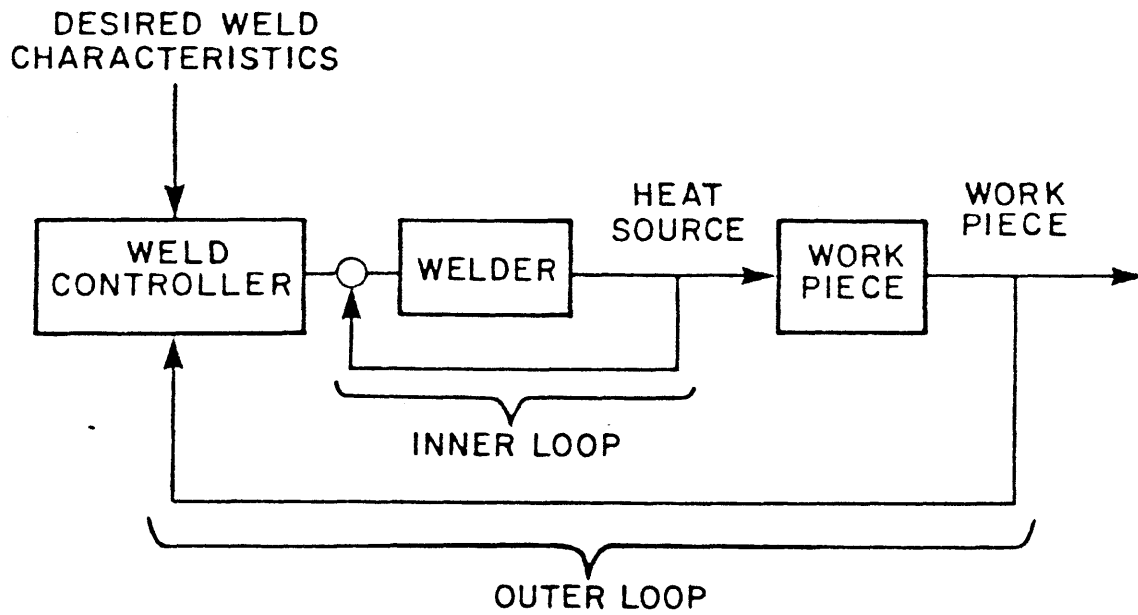 DESIRED WELD
CHARACTERISTICS
WELD
CONTROLLER
WELDER
HEAT
SOURCE
WORK
PIECE
WORK
PIECE
INNER LOOP
OUTER LOOP